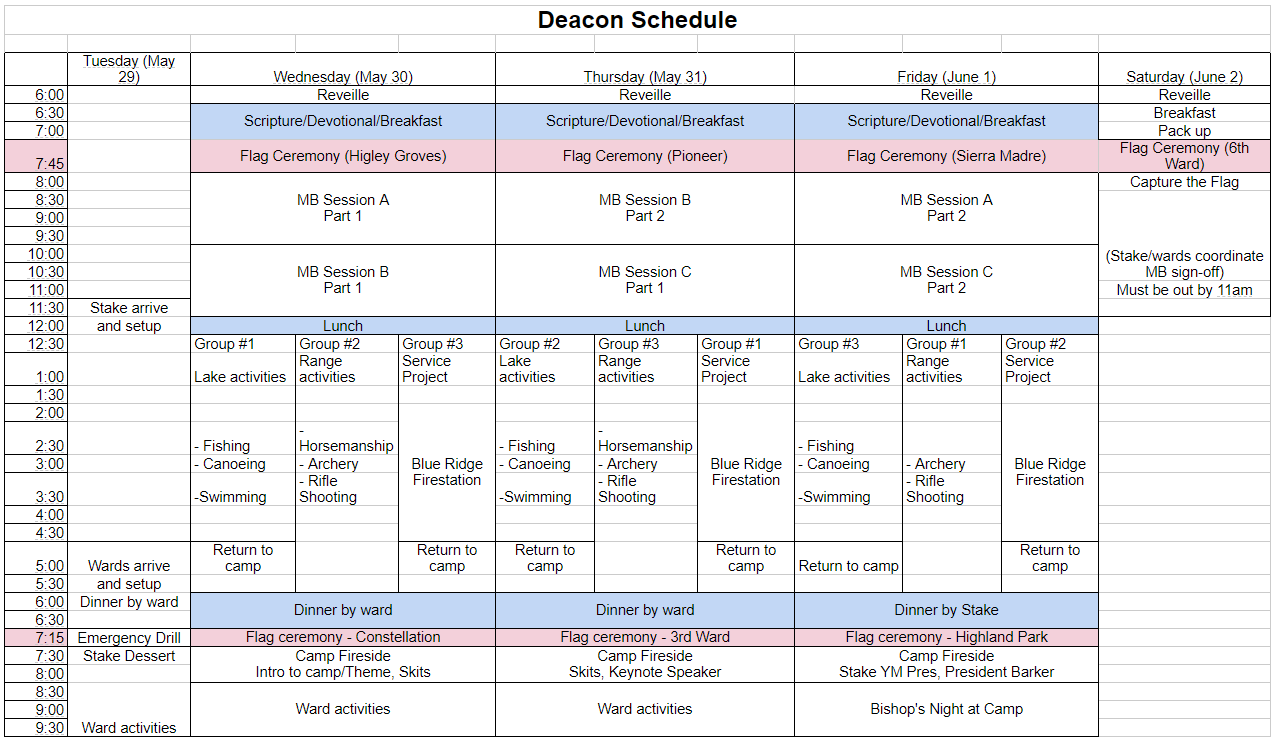 Deacon Schedule
Tuesday (May
29)
Wednesday (May 30)
Thursday (May 31)
Friday (June 1)
Saturday (June 2)
6:00
Reveille
Reveille
Reveille
Reveille
6:30
Scripture/Devotional/Breakfast
Scripture/Devotional/Breakfast
Scripture/Devotional/Breakfast
Breakfast
7:00
Pack up
7:45
Flag Ceremony (Higley Groves)
Flag Ceremony (Pioneer)
Flag Ceremony (Sierra Madre)
Flag Ceremony (6th
Ward)
8:00
Capture the Flag
8:30
MB Session A
Part 1
MB Session B
Part 2
MB Session A
Part 2
9:00
9:30
10:00
(Stake/wards coordinate
MB sign-off)
10:30
MB Session B
Part 1
MB Session C
Part 1
MB Session C
Part 2
11:00
Must be out by 11am
11:30
Stake arrive
12:00
and setup
Lunch
Lunch
Lunch
12:30
Group #1
Group #2
Group #3
Group #2
Group #3
Group #1
Group #3
Group #1
Group #2
1:00
Lake activities
Range
activities
Service
Project
Lake
activities
Range
activities
Service
Project
Lake activities
Range
activities
Service
Project
1:30
2:00
2:30
- Fishing
-
Horsemanship
- Fishing
-
Horsemanship
- Fishing
3:00
- Canoeing
- Archery
Blue Ridge
Firestation
- Canoeing
- Archery
Blue Ridge
Firestation
- Canoeing
- Archery
Blue Ridge
Firestation
3:30
-Swimming
- Rifle
Shooting
-Swimming
- Rifle
Shooting
-Swimming
- Rifle
Shooting
4:00
4:30
5:00
Wards arrive
Return to
camp
Return to
camp
Return to
camp
Return to
camp
Return to camp
Return to
camp
5:30
and setup
6:00
Dinner by ward
Dinner by ward
Dinner by ward
Dinner by Stake
6:30
7:15
Emergency Drill
Flag ceremony - Constellation
Flag ceremony - 3rd Ward
Flag ceremony - Highland Park
7:30
Stake Dessert
Camp Fireside
Intro to camp/Theme, Skits
Camp Fireside
Skits, Keynote Speaker
Camp Fireside
Stake YM Pres, President Barker
8:00
8:30
9:00
Ward activities
Ward activities
Bishop's Night at Camp
9:30
Ward activities